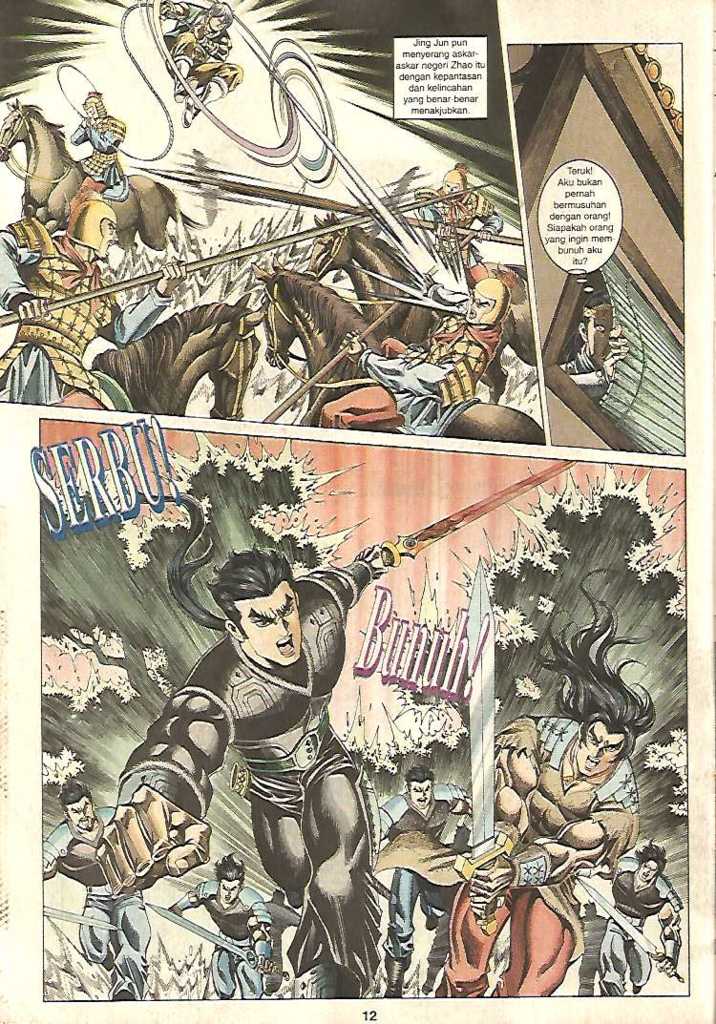 Jing Jun pun
menyerang askar-
askar negeri Zhao itu
dengan kepantasan
dan kelincahan
yang benar-benar
menakjubkan.
Teruk!
Aku bukan
pernah
bermusuhan
dengan orang!
Siapakah orang
yang ingin mem-
bunuh aku
itu?
SERBU!
Bunuh!
12